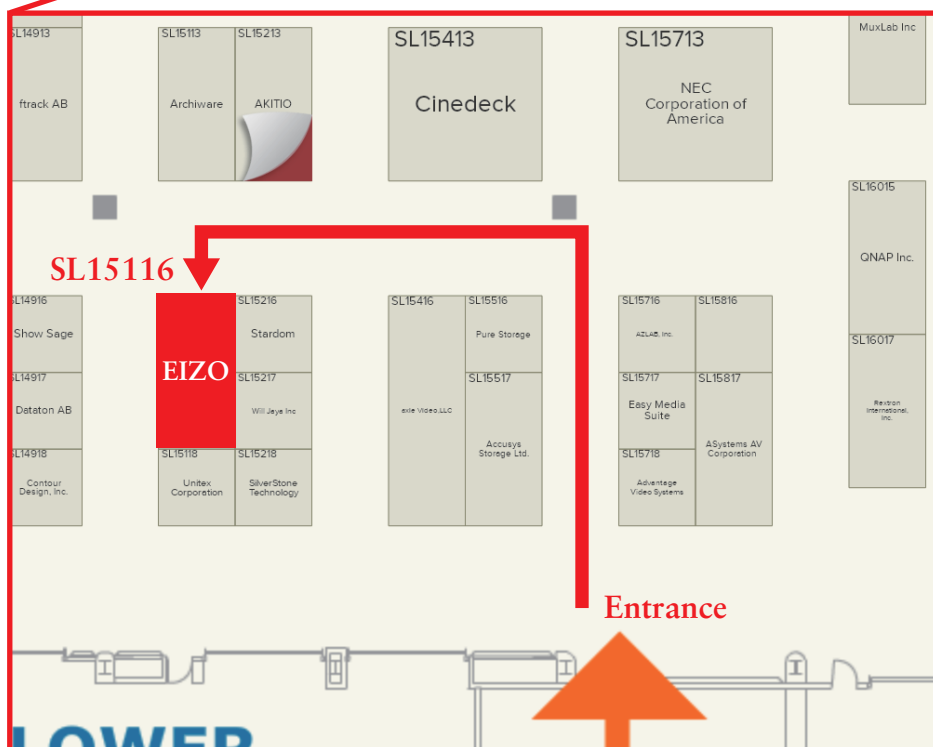 SL14913
ftrack AB
SL15113
Archiware
SL15213
AKITIO
SL15413
Cinedeck
SL15713
NEC
Corporation of
America
MuxLab Inc
SL16015
QNAP Inc.
SL15116
SL14916
Show Sage
EIZO
SL15216
Stardom
SL15416
axle Video,LLC
SL15516
Pure Storage
SL15716
AZLAB, Inc.
SL15816
SL16017
Rextron
International,
Inc.
SL14917
Dataton AB
SL15217
Will Jaya Inc
SL15517
Accusys
Storage Ltd.
SL15717
Easy Media
Suite
SL15817
ASystems AV
Corporation
SL14918
Contour
Design, Inc.
SL15118
Unitex
Corporation
SL15218
SilverStone
Technology
SL15718
Advantage
Video Systems
Entrance
LOWER